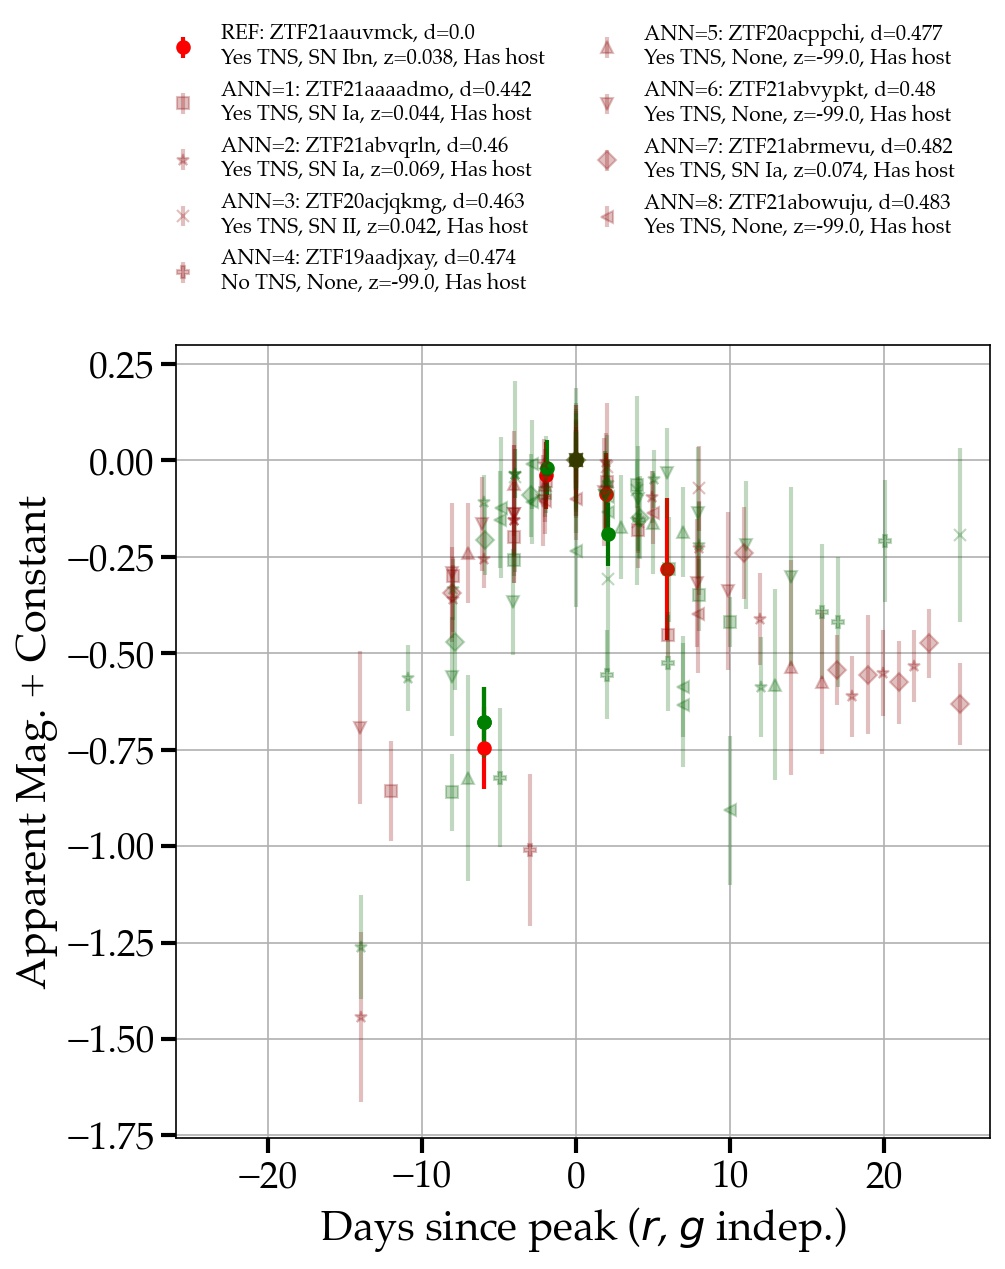 REF: ZTF21aauvmck, d=0.0
Yes TNS, SN Ibn, z=0.038, Has host
ANN=1: ZTF21aaaadmo, d=0.442
Yes TNS, SN Ia, z=0.044, Has host
ANN=2: ZTF21abvqrln, d=0.46
Yes TNS, SN Ia, z=0.069, Has host
ANN=3: ZTF20acjqkmg, d=0.463
Yes TNS, SN II, z=0.042, Has host
ANN=4: ZTF19aadjxay, d=0.474
No TNS, None, z=-99.0, Has host
ANN=5: ZTF20acppchi, d=0.477
Yes TNS, None, z=-99.0, Has host
ANN=6: ZTF21abvypkt, d=0.48
Yes TNS, None, z=-99.0, Has host
ANN=7: ZTF21abrmevu, d=0.482
Yes TNS, SN Ia, z=0.074, Has host
ANN=8: ZTF21abowuju, d=0.483
Yes TNS, None, z=-99.0, Has host
Apparent Mag. + Constant
0.25
0.00
−0.25
−0.50
−0.75
−1.00
−1.25
−1.50
−1.75
−20 −10 0 10 20
Days since peak (r, g indep.)